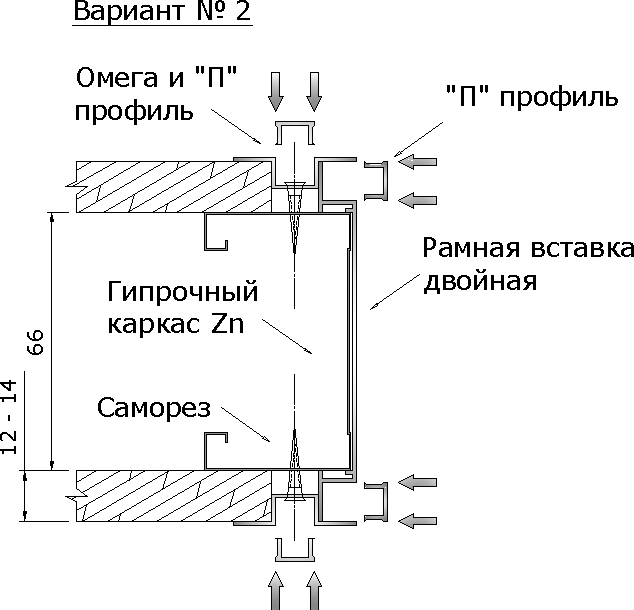 Вариант № 2
Омега и "П"
профиль
"П" профиль
Рамная вставка
двойная
Гипрочный
каркас Zn
66
Саморез
12 - 14